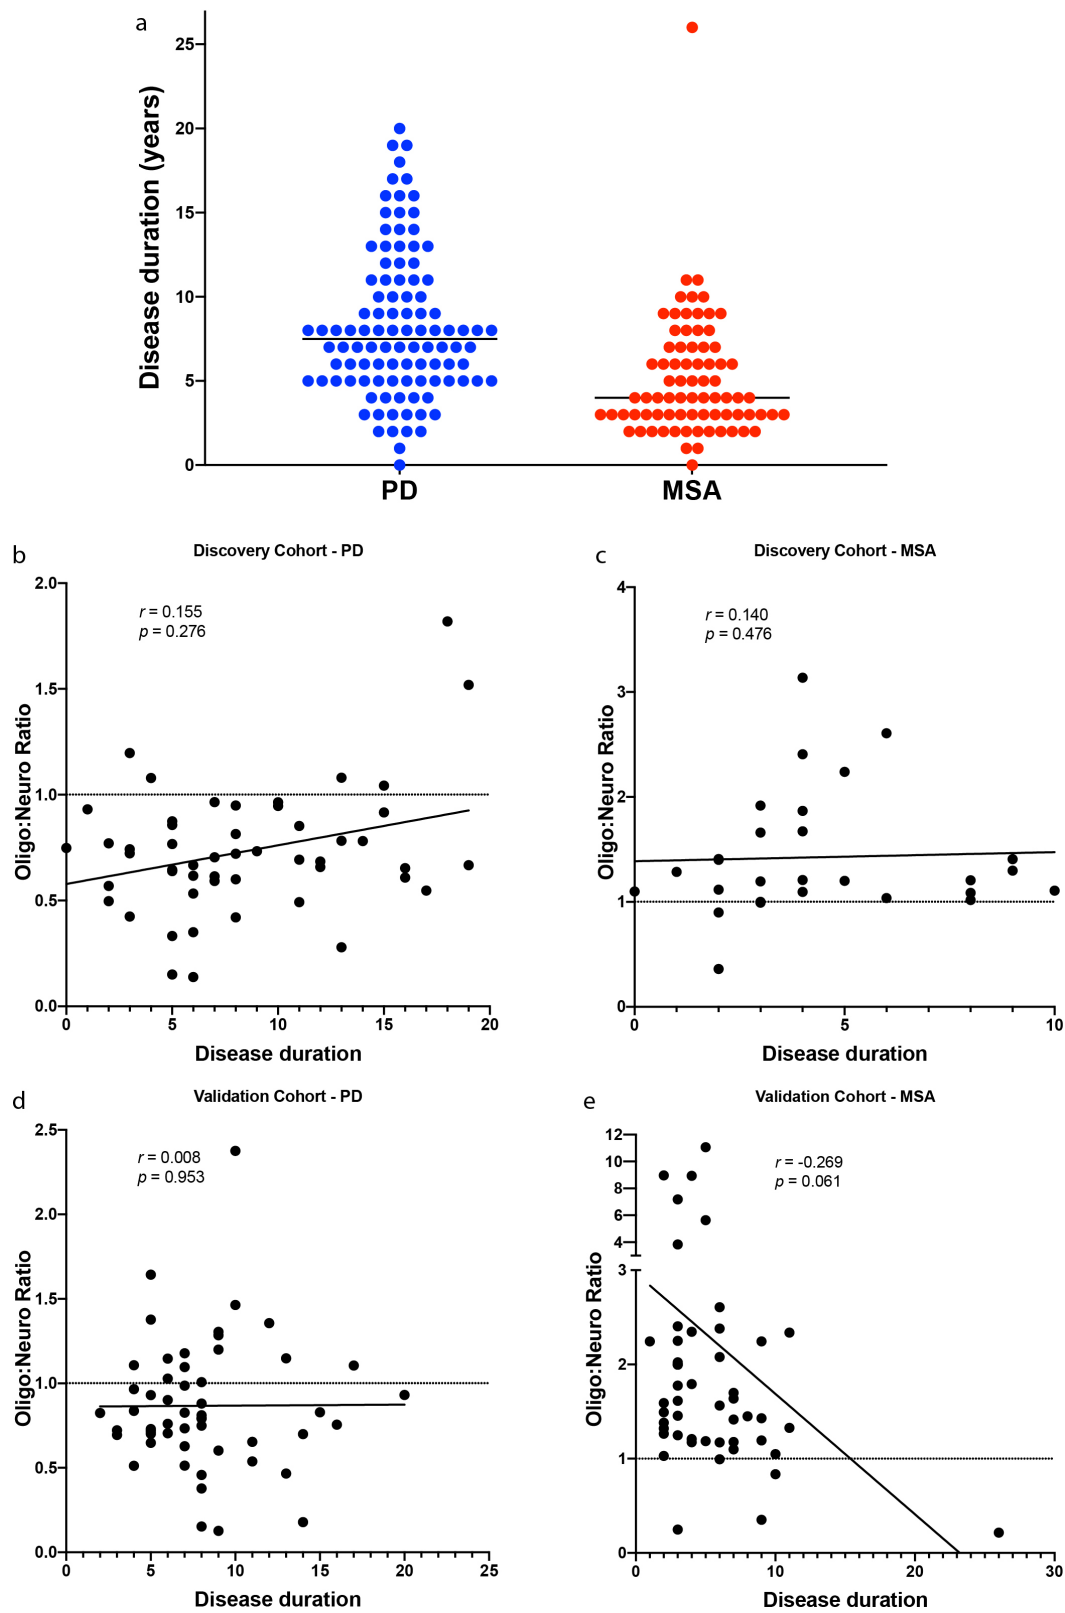 a
Disease duration (years)
25
20
15
10
5
0
PD
MSA
b
Discovery Cohort - PD
r = 0.155
p = 0.276
Oligo:Neuro Ratio
2.0
1.5
1.0
0.5
0.0
0
5
10
15
20
Disease duration
c
Discovery Cohort - MSA
r = 0.140
p = 0.476
Oligo:Neuro Ratio
4
3
2
1
0
0
5
10
Disease duration
d
Validation Cohort - PD
r = 0.008
p = 0.953
Oligo:Neuro Ratio
2.5
2.0
1.5
1.0
0.5
0.0
0
5
10
15
20
25
Disease duration
e
Validation Cohort - MSA
r = -0.269
p = 0.061
Oligo:Neuro Ratio
12
10
8
6
4
3
2
1
0
0
10
20
30
Disease duration